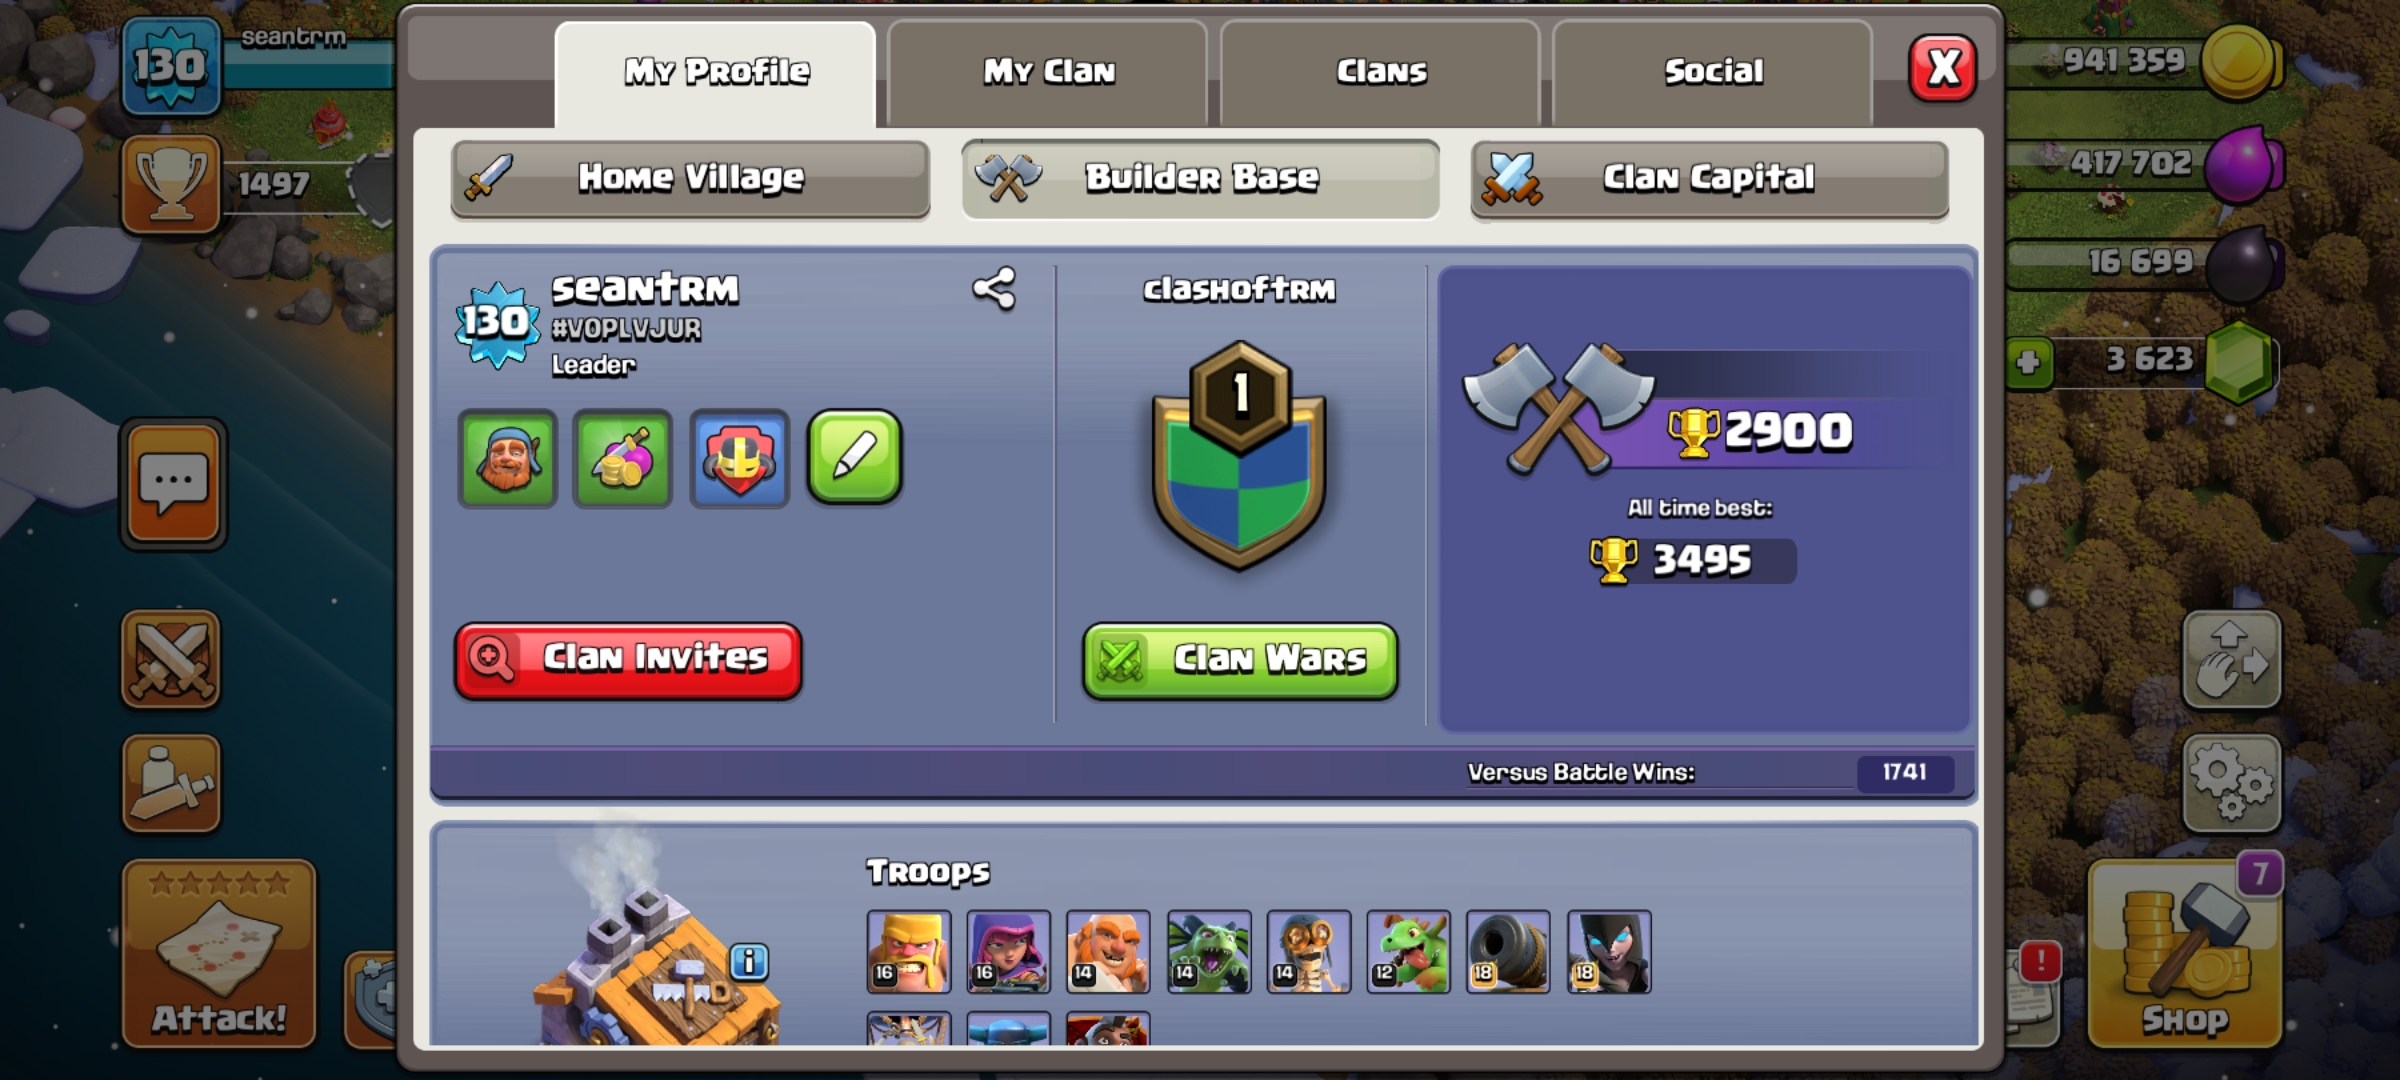 130
seantrm
1497
My Profile
My Clan
Clans
Social
X
941 359
417 702
16 699
3 623
Home Village
Builder Base
Clan Capital
130
seantrm
#VOPLVJUR
Leader
clashoftrm
1
2900
All time best:
3495
Clan Invites
Clan Wars
Versus Battle Wins:
1741
Troops
i
16
16
14
14
14
12
18
18
Attack!
!
7
Shop